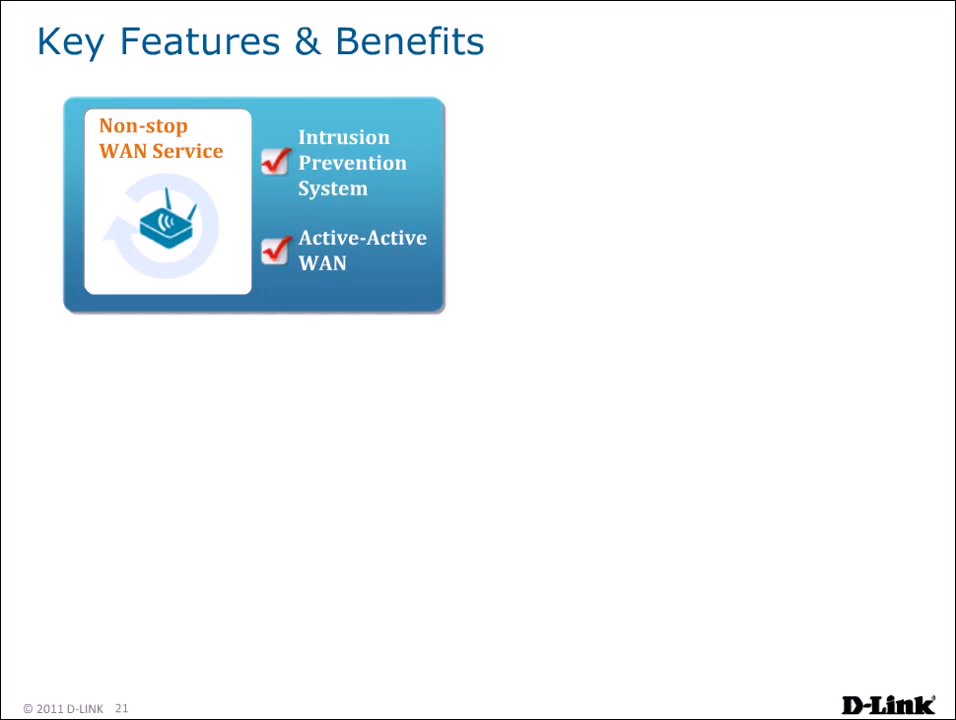 Key Features & Benefits
Non-stop
WAN Service
Intrusion
Prevention
System
Active-Active
WAN
© 2011 D-LINK 21
D-Link